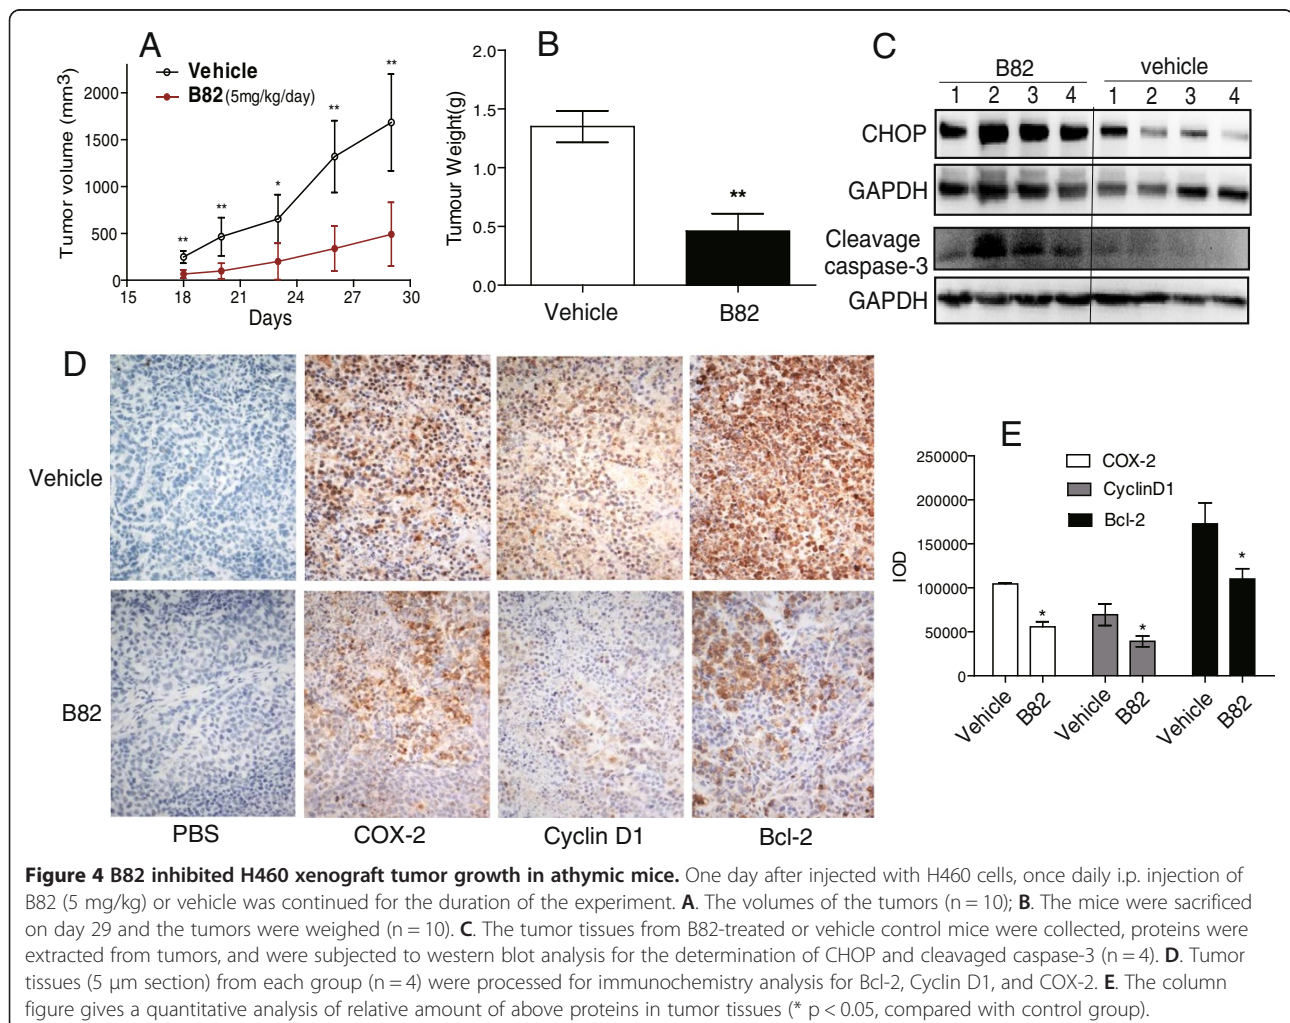 A
Vehicle
B82 (5mg/kg/day)
Tumor volume (mm3)
2000
1500
1000
500
0
**
**
*
**
**
15 18 21 24 27 30
Days
B
Tumour Weight(g)
2.0
1.5
1.0
0.5
0.0
**
Vehicle B82
C
B82 vehicle
1 2 3 4 1 2 3 4
CHOP
GAPDH
Cleavage
caspase-3
GAPDH
D
Vehicle
B82
PBS COX-2 Cyclin D1 Bcl-2
E
COX-2
CyclinD1
Bcl-2
IOD
250000
200000
150000
100000
50000
0
*
*
*
Vehicle B82 Vehicle B82 Vehicle B82
Figure 4 B82 inhibited H460 xenograft tumor growth in athymic mice. One day after injected with H460 cells, once daily i.p. injection of
B82 (5 mg/kg) or vehicle was continued for the duration of the experiment. A. The volumes of the tumors (n = 10); B. The mice were sacrificed
on day 29 and the tumors were weighed (n = 10). C. The tumor tissues from B82-treated or vehicle control mice were collected, proteins were
extracted from tumors, and were subjected to western blot analysis for the determination of CHOP and cleavaged caspase-3 (n = 4). D. Tumor
tissues (5 μm section) from each group (n = 4) were processed for immunochemistry analysis for Bcl-2, Cyclin D1, and COX-2. E. The column
figure gives a quantitative analysis of relative amount of above proteins in tumor tissues (* p < 0.05, compared with control group).